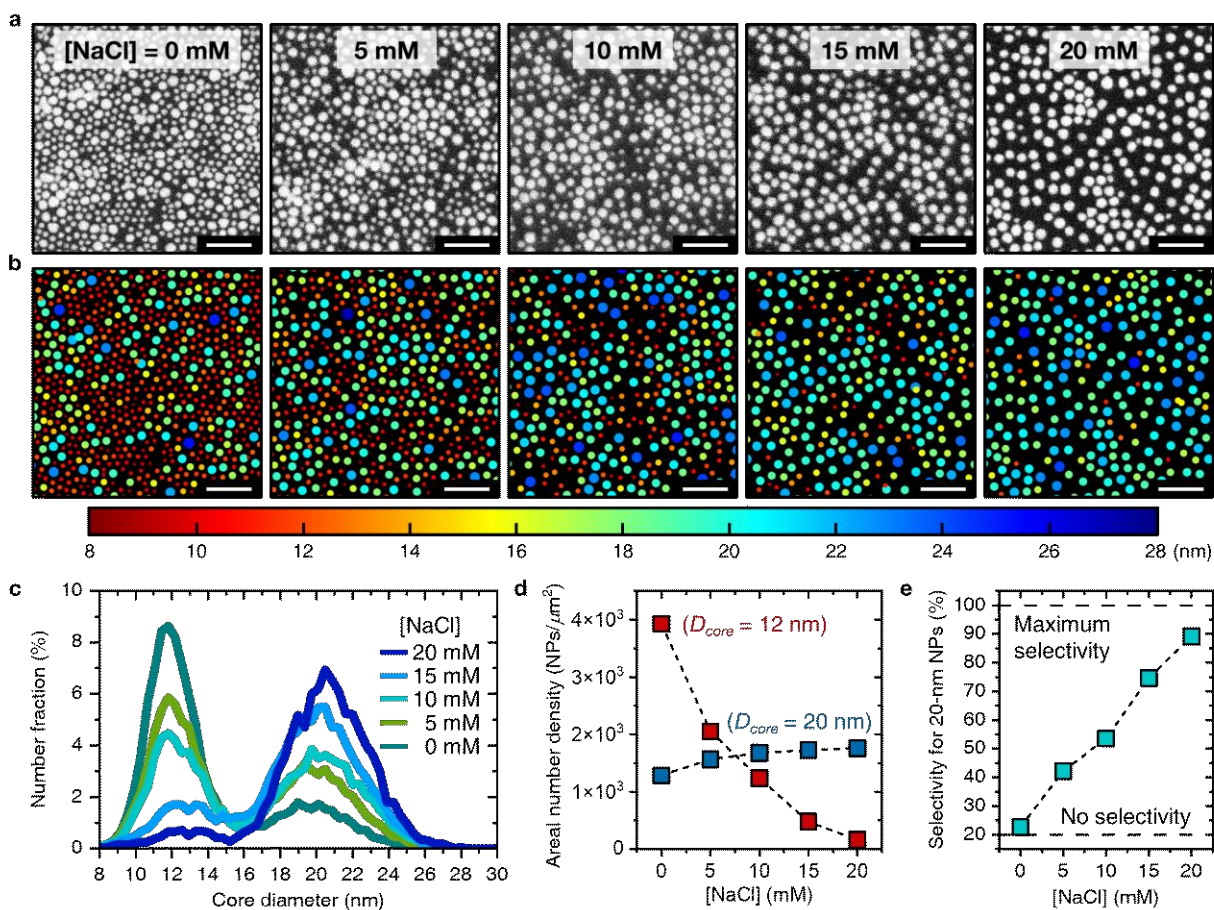 a
[NaCl] = 0 mM
5 mM
10 mM
15 mM
20 mM
b
8
10
12
14
16
18
20
22
24
26
28
(nm)
c
10
8
6
4
2
0
Number fraction (%)
[NaCl]
20 mM
15 mM
10 mM
5 mM
0 mM
8 10 12 14 16 18 20 22 24 26 28 30
Core diameter (nm)
d
4×10³
3×10³
2×10³
1×10³
0
Areal number density (NPs/μm²)
(D_core = 12 nm)
(D_core = 20 nm)
0 5 10 15 20
[NaCl] (mM)
e
100
90
80
70
60
50
40
30
20
Selectivity for 20-nm NPs (%)
Maximum
selectivity
No selectivity
0 5 10 15 20
[NaCl] (mM)